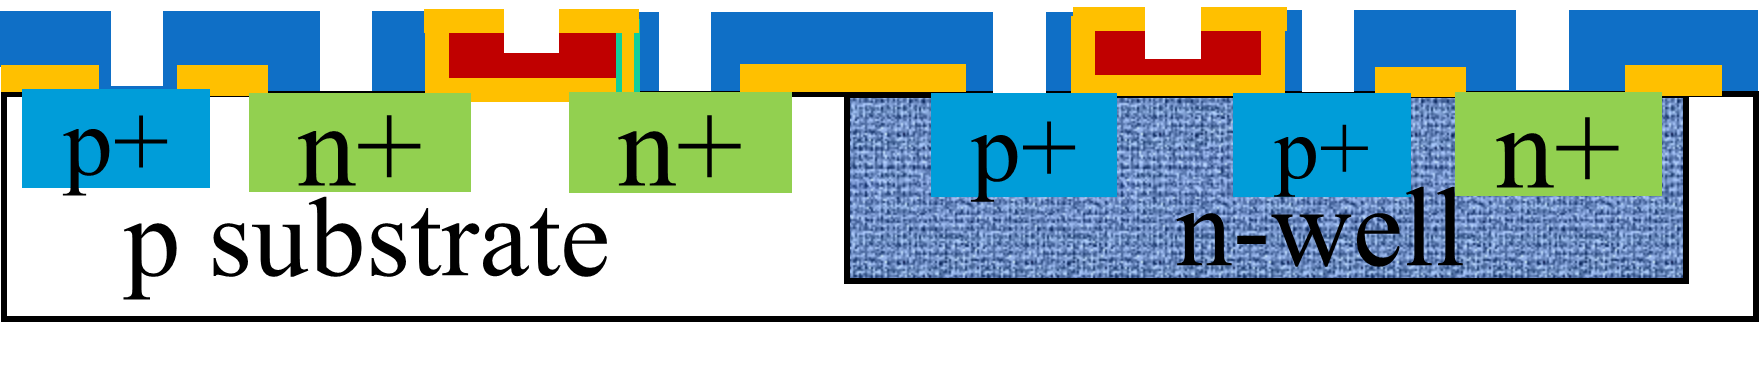 p+ n+ n+ p+ p+ n+
p substrate n-well